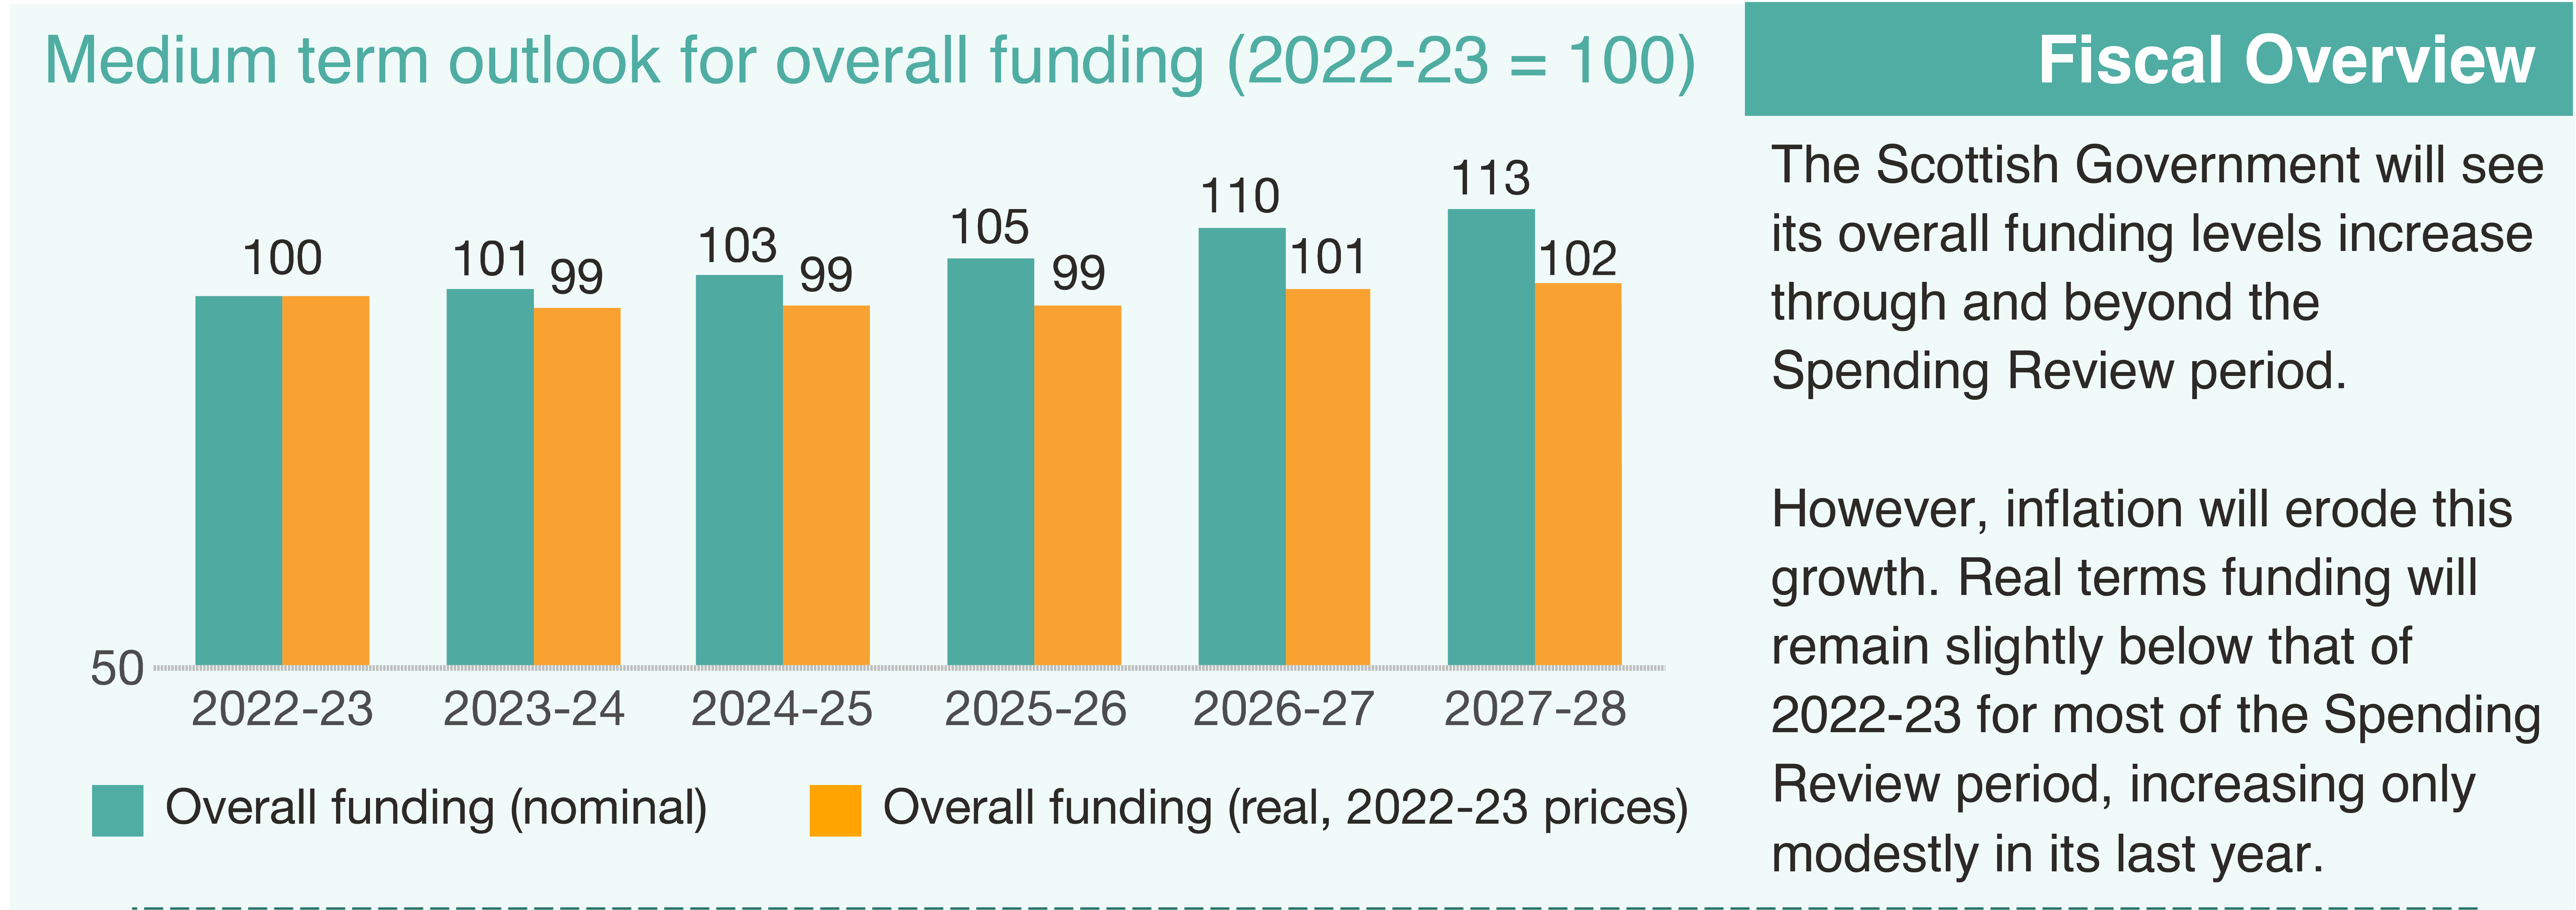 Medium term outlook for overall funding (2022-23 = 100)
100
101
99
103
99
105
99
110
101
113
102
50
2022-23
2023-24
2024-25
2025-26
2026-27
2027-28
Overall funding (nominal)
Overall funding (real, 2022-23 prices)
Fiscal Overview
The Scottish Government will see
its overall funding levels increase
through and beyond the
Spending Review period.
However, inflation will erode this
growth. Real terms funding will
remain slightly below that of
2022-23 for most of the Spending
Review period, increasing only
modestly in its last year.